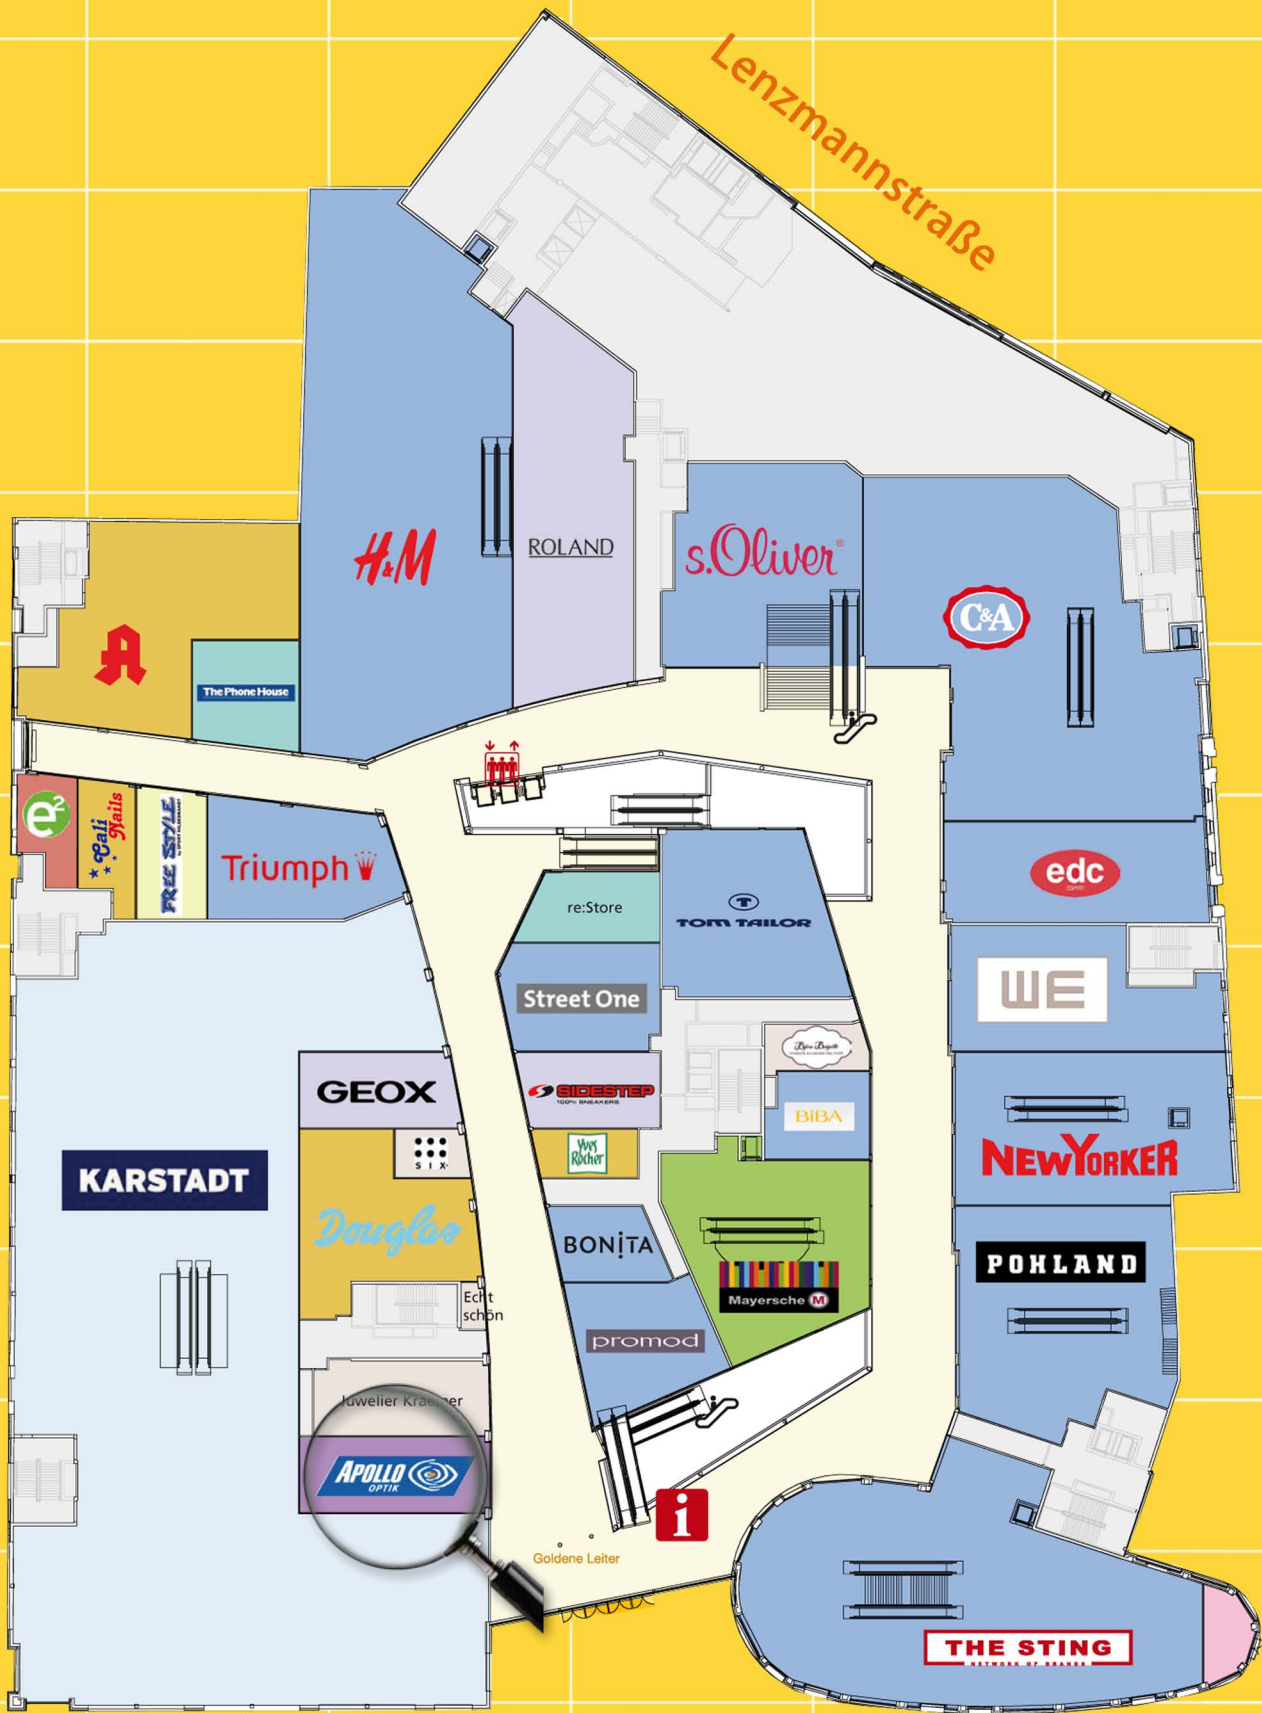 Lenzmannstraße
H&M
ROLAND
s.Oliver®
C&A
A
The Phone House
e2
Cali
Nails
FREE STYLE
Triumph
re:Store
TOM TAILOR
edc
ESPRIT
Street One
WE
GEOX
SIDESTEP
100% SNEAKERS
BiBA
SIX
Yves
Rocher
NEWYORKER
KARSTADT
Douglas
BONiTA
POHLAND
Mayersche M
Echt
schön
promod
Juwelier Kraemer
APOLLO
OPTIK
i
Goldene Leiter
THE STING
NETWORK OF BRANDS